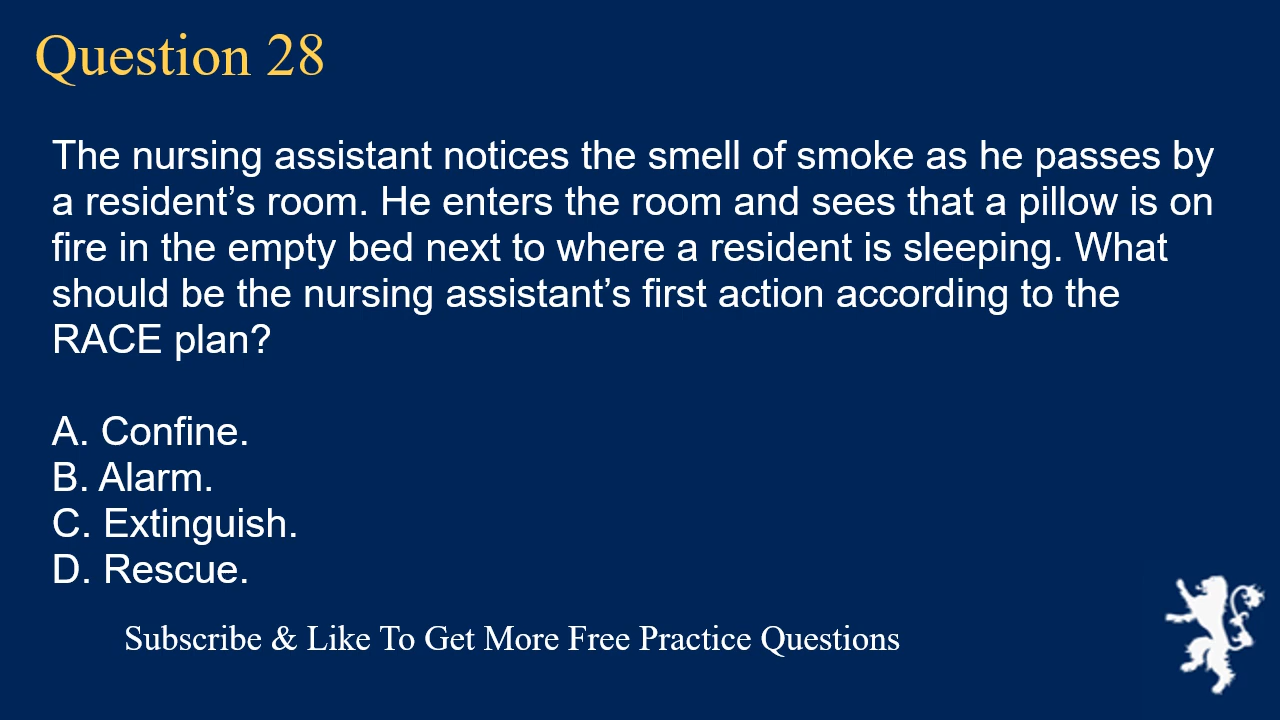 Question 28
The nursing assistant notices the smell of smoke as he passes by
a resident’s room. He enters the room and sees that a pillow is on
fire in the empty bed next to where a resident is sleeping. What
should be the nursing assistant’s first action according to the
RACE plan?
A. Confine.
B. Alarm.
C. Extinguish.
D. Rescue.
Subscribe & Like To Get More Free Practice Questions